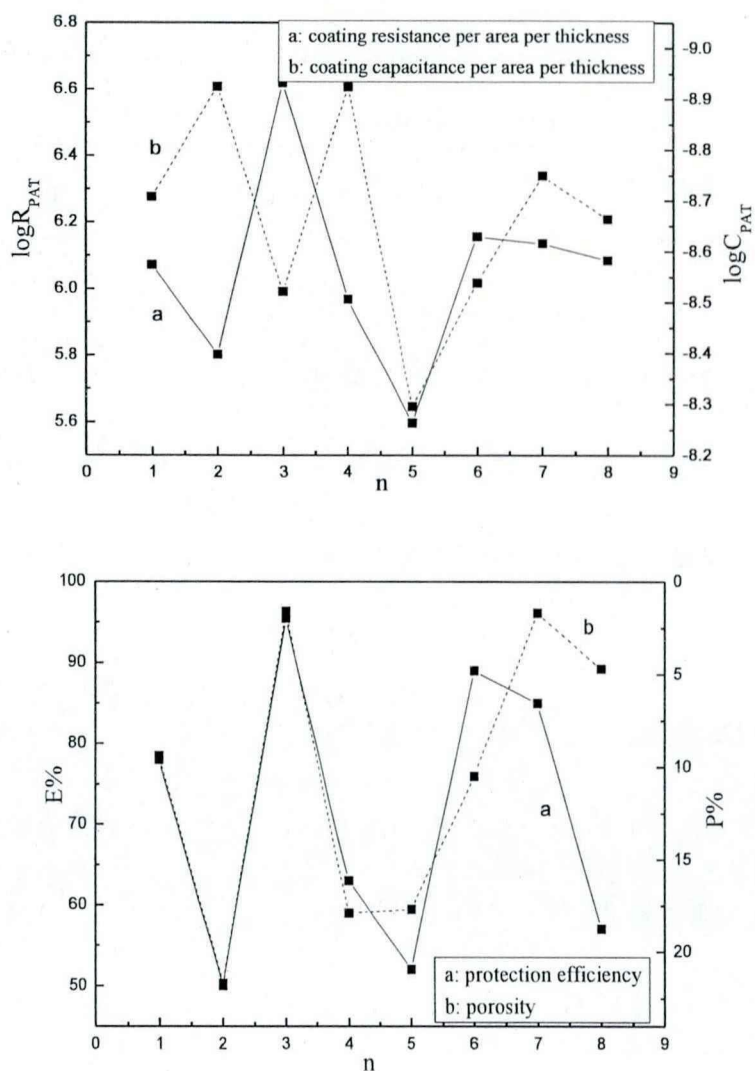 a: coating resistance per area per thickness
b: coating capacitance per area per thickness
6.8
6.6
6.4
6.2
6.0
5.8
5.6
logR_PAT
-9.0
-8.9
-8.8
-8.7
-8.6
-8.5
-8.4
-8.3
-8.2
logC_PAT
b
a
0 1 2 3 4 5 6 7 8 9
n
100
90
80
70
60
50
E%
0
5
10
15
20
P%
b
a
a: protection efficiency
b: porosity
0 1 2 3 4 5 6 7 8 9
n